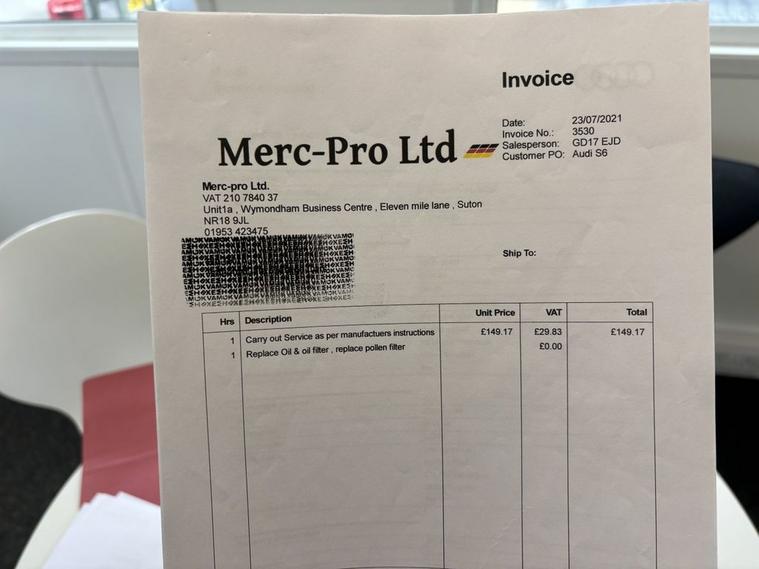 Invoice
Date: 23/07/2021
Invoice No.: 3530
Salesperson: GD17 EJD
Customer PO: Audi S6
Merc-Pro Ltd
Merc-pro Ltd.
VAT 210 7840 37
Unit1a , Wymondham Business Centre , Eleven mile lane , Suton
NR18 9JL
01953 423475
Ship To:
Hrs Description Unit Price VAT Total
1 Carry out Service as per manufactuers instructions £149.17 £29.83 £149.17
1 Replace Oil & oil filter , replace pollen filter £0.00